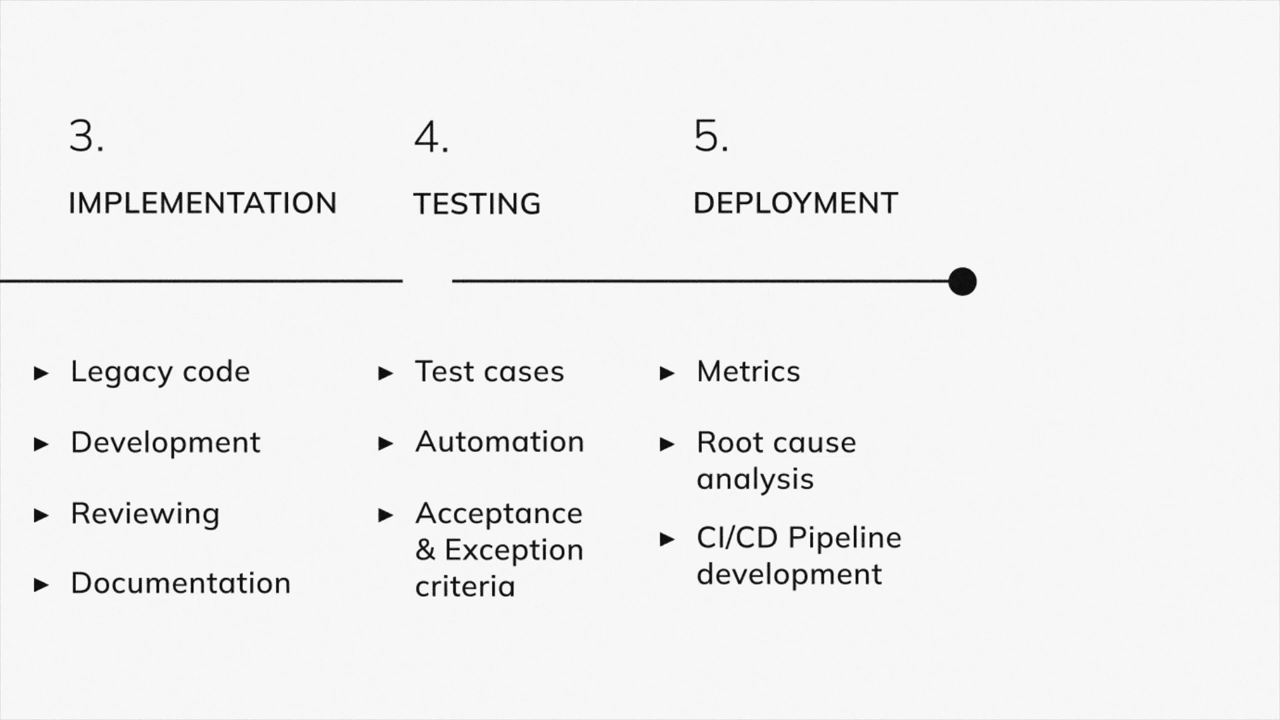 3.
IMPLEMENTATION
4.
TESTING
5.
DEPLOYMENT
► Legacy code
► Development
► Reviewing
► Documentation
► Test cases
► Automation
► Acceptance
& Exception
criteria
► Metrics
► Root cause
analysis
► CI/CD Pipeline
development